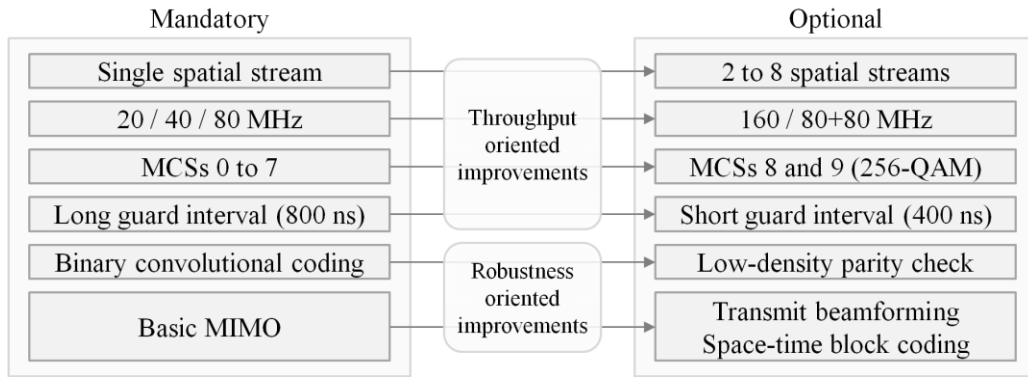 Mandatory
Optional
Single spatial stream
2 to 8 spatial streams
20 / 40 / 80 MHz
Throughput
oriented
improvements
160 / 80+80 MHz
MCSs 0 to 7
MCSs 8 and 9 (256-QAM)
Long guard interval (800 ns)
Short guard interval (400 ns)
Binary convolutional coding
Robustness
oriented
improvements
Low-density parity check
Basic MIMO
Transmit beamforming
Space-time block coding